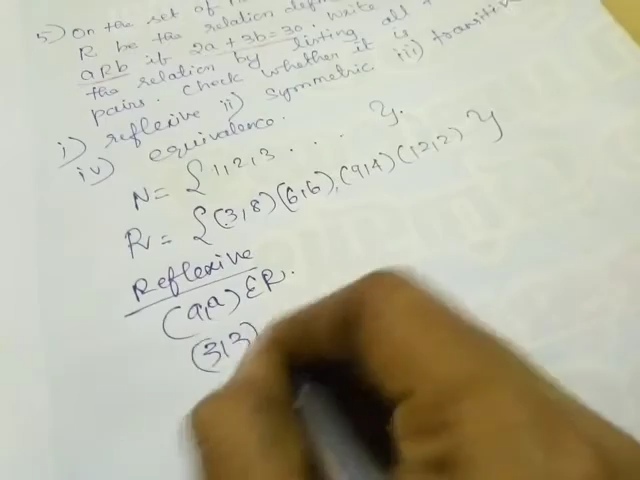 5) On the set of
R be the relation
aRb if 2a + 3b = 30. Write
the relation by listing all
pairs. Check whether it is
i) reflexive ii) symmetric iii)
iv) equivalence.
N = { 1, 2, 3 . . . }.
R = { (3,8) (6,6), (9,4) (12,2) }
Reflexive
(a,a) ER.
(3,3)